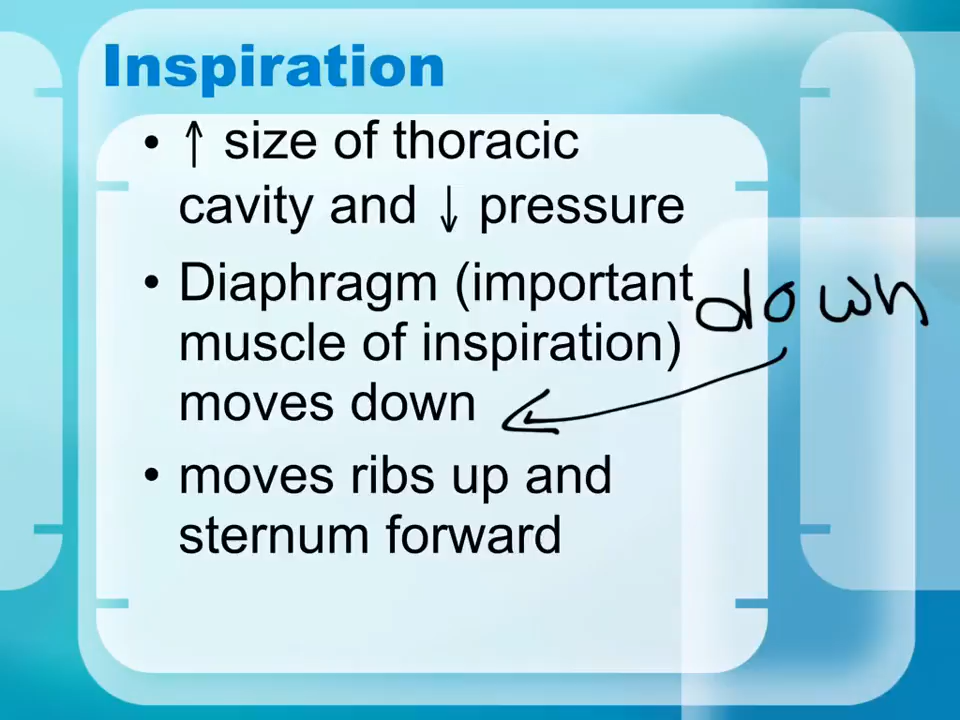 Inspiration
• ↑ size of thoracic
cavity and ↓ pressure
• Diaphragm (important
down
muscle of inspiration)
moves down
• moves ribs up and
sternum forward